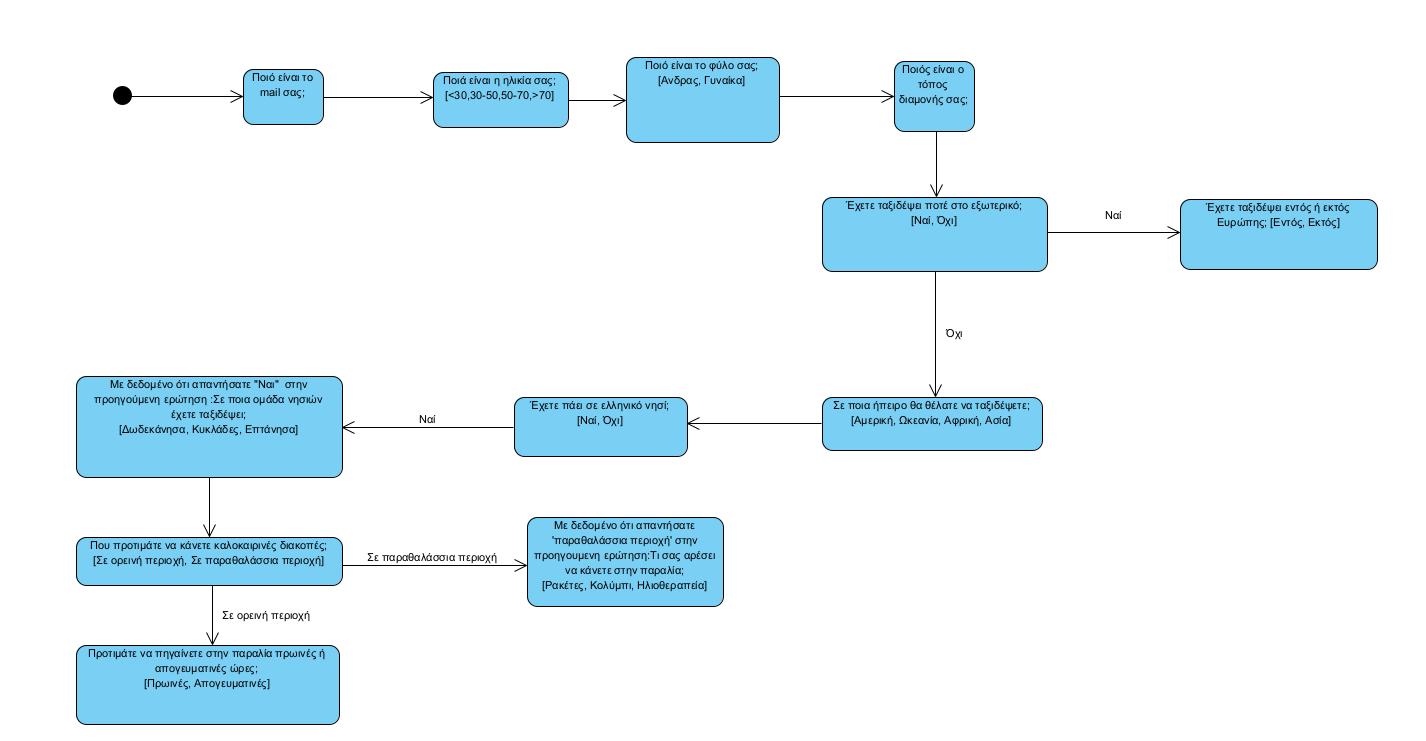 Ποιό είναι το
mail σας;
Ποιά είναι η ηλικία σας;
[<30,30-50,50-70,>70]
Ποιό είναι το φύλο σας;
[Ανδρας, Γυναίκα]
Ποιός είναι ο
τόπος
διαμονής σας;
Έχετε ταξιδέψει ποτέ στο εξωτερικό;
[Ναί, Όχι]
Ναί
Έχετε ταξιδέψει εντός ή εκτός
Ευρώπης; [Εντός, Εκτός]
Όχι
Σε ποια ήπειρο θα θέλατε να ταξιδέψετε;
[Αμερική, Ωκεανία, Αφρική, Ασία]
Έχετε πάει σε ελληνικό νησί;
[Ναί, Όχι]
Ναί
Με δεδομένο ότι απαντήσατε "Ναι"  στην
προηγούμενη ερώτηση :Σε ποια ομάδα νησιών
έχετε ταξιδέψει;
[Δωδεκάνησα, Κυκλάδες, Επτάνησα]
Που προτιμάτε να κάνετε καλοκαιρινές διακοπές;
[Σε ορεινή περιοχή, Σε παραθαλάσσια περιοχή]
Σε παραθαλάσσια περιοχή
Με δεδομένο ότι απαντήσατε
'παραθαλάσσια περιοχή' στην
προηγουμενη ερώτηση:Τι σας αρέσει
να κάνετε στην παραλία;
[Ρακέτες, Κολύμπι, Ηλιοθεραπεία]
Σε ορεινή περιοχή
Προτιμάτε να πηγαίνετε στην παραλία πρωινές ή
απογευματινές ώρες;
[Πρωινές, Απογευματινές]